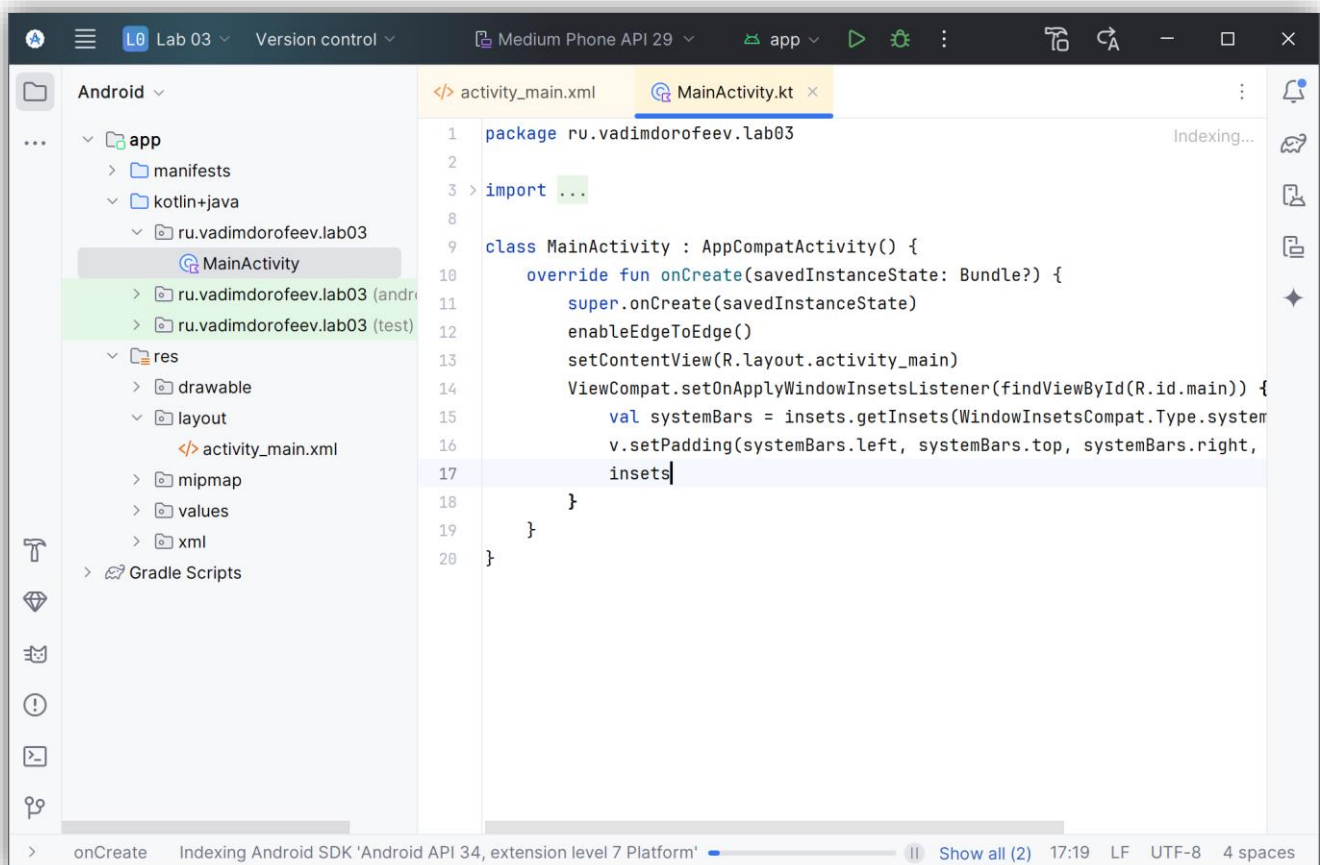 L0 Lab 03 Version control Medium Phone API 29 app
Android
activity_main.xml MainActivity.kt
app
manifests
kotlin+java
ru.vadimdorofeev.lab03
MainActivity
ru.vadimdorofeev.lab03 (andr
ru.vadimdorofeev.lab03 (test)
res
drawable
layout
activity_main.xml
mipmap
values
xml
Gradle Scripts
Indexing...
1 package ru.vadimdorofeev.lab03
2
3 import ...
8
9 class MainActivity : AppCompatActivity() {
10 override fun onCreate(savedInstanceState: Bundle?) {
11 super.onCreate(savedInstanceState)
12 enableEdgeToEdge()
13 setContentView(R.layout.activity_main)
14 ViewCompat.setOnApplyWindowInsetsListener(findViewById(R.id.main)) {
15 val systemBars = insets.getInsets(WindowInsetsCompat.Type.system
16 v.setPadding(systemBars.left, systemBars.top, systemBars.right,
17 insets
18 }
19 }
20 }
onCreate Indexing Android SDK 'Android API 34, extension level 7 Platform' Show all (2) 17:19 LF UTF-8 4 spaces